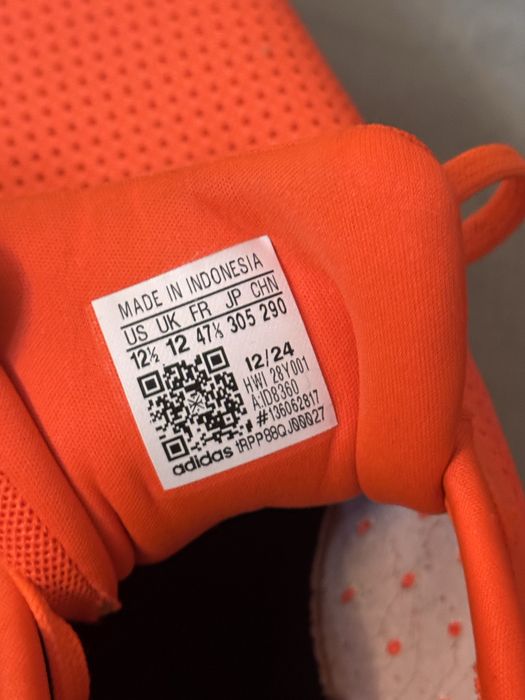 MADE IN INDONESIA
US UK FR JP CHN
12½ 12 47⅓ 305 290
12/24
HWI 28Y001
A:ID8360
#136062817
adidas tRPP88QJ00027